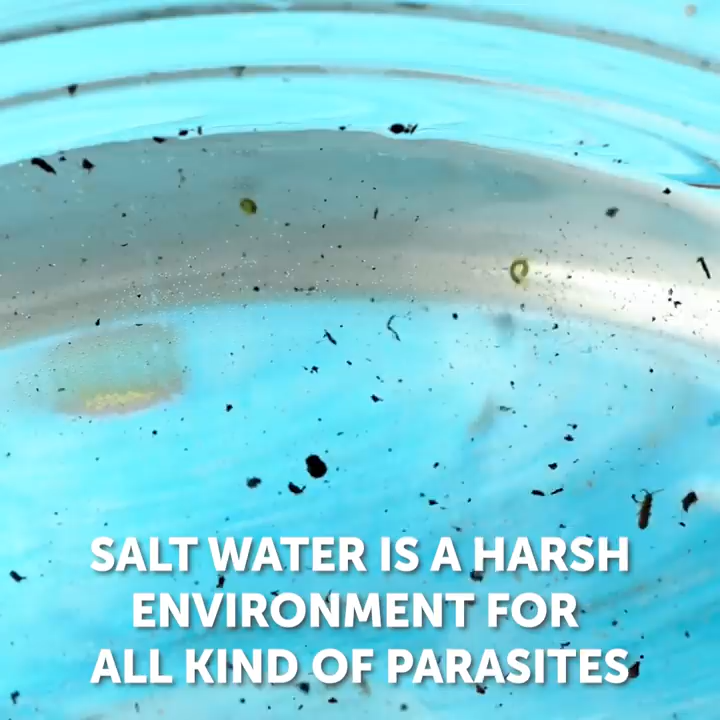 SALT WATER IS A HARSH
ENVIRONMENT FOR
ALL KIND OF PARASITES